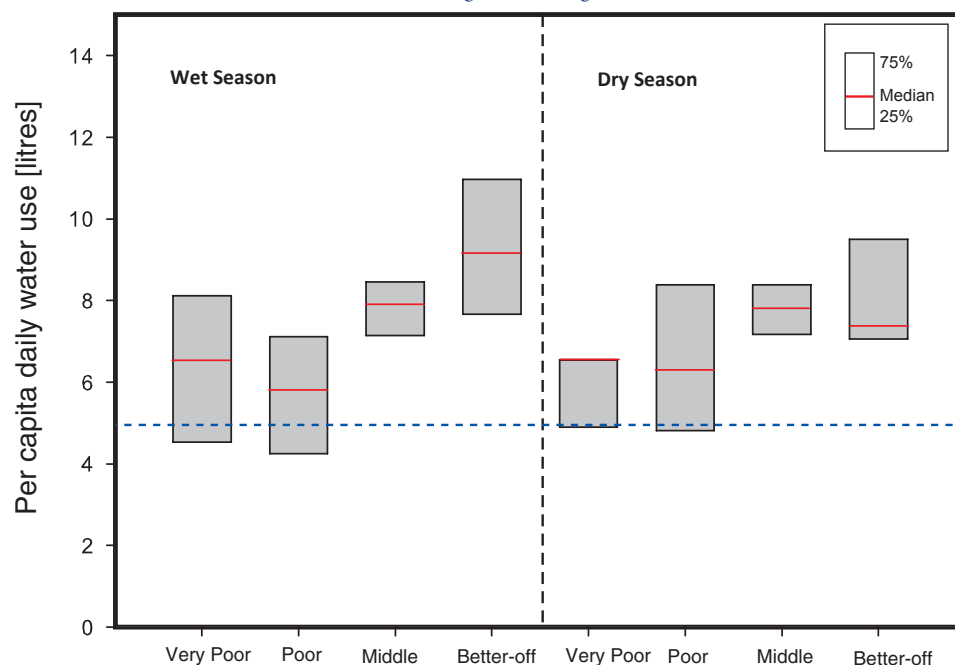 Per capita daily water use [litres]
14
12
10
8
6
4
2
0
Wet Season
Dry Season
75%
Median
25%
Very Poor Poor Middle Better-off Very Poor Poor Middle Better-off